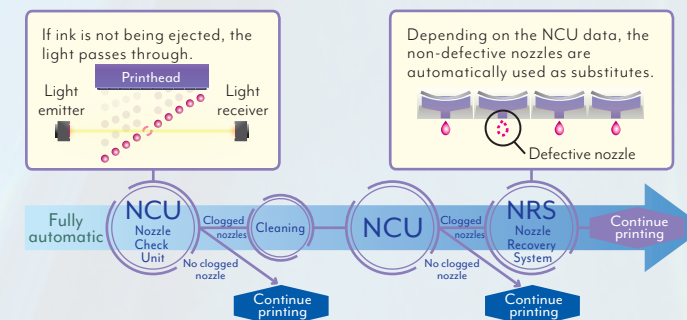 If ink is not being ejected, the
light passes through.
Printhead
Light
emitter
Light
receiver
Depending on the NCU data, the
non-defective nozzles are
automatically used as substitutes.
Defective nozzle
Fully
automatic
NCU
Nozzle
Check
Unit
Clogged
nozzles
No clogged
nozzle
Continue
printing
Cleaning
NCU
Clogged
nozzles
No clogged
nozzle
Continue
printing
NRS
Nozzle
Recovery
System
Continue
printing